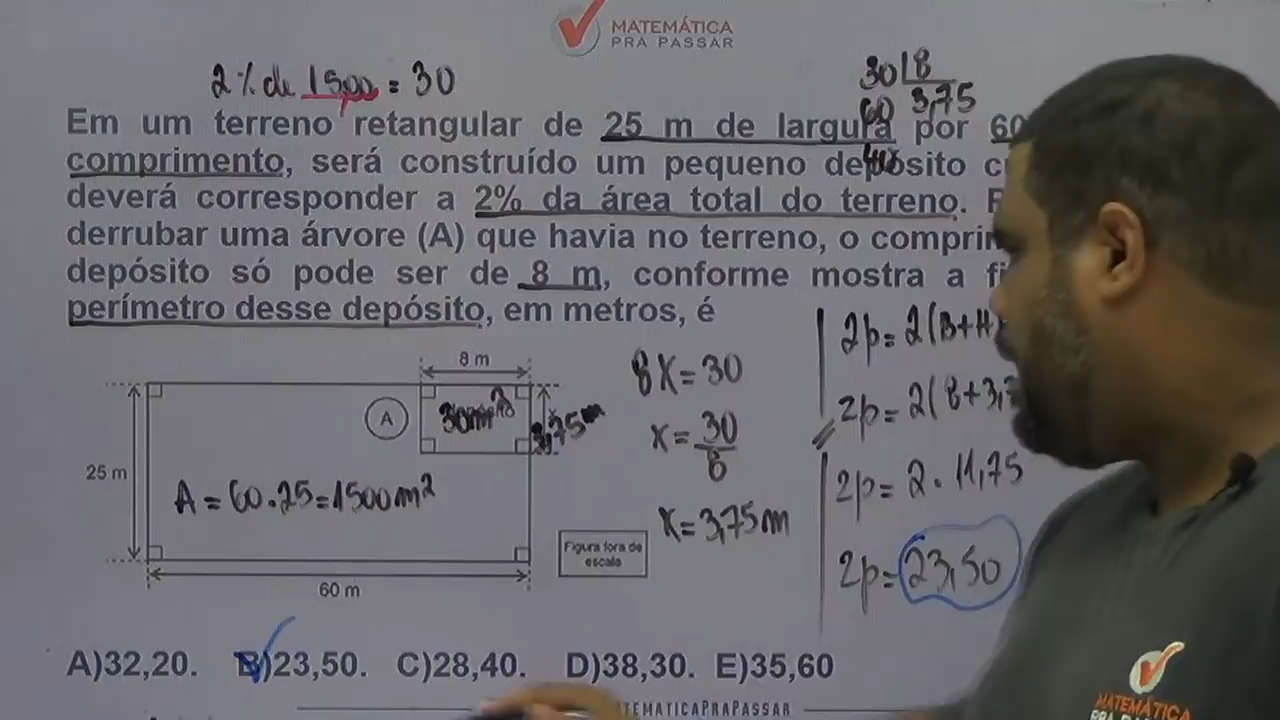 MATEMÁTICA
PRA PASSAR
2% de 1500 = 30
30 8
60 3,75
Em um terreno retangular de 25 m de largura por 60
comprimento, será construído um pequeno depósito
deverá corresponder a 2% da área total do terreno.
derrubar uma árvore (A) que havia no terreno, o
depósito só pode ser de 8 m, conforme mostra a
perímetro desse depósito, em metros, é
8 m
A
30m²
3,75m
25 m
A = 60.25=1500m²
60 m
Figura fora de
escala
8x=30
x=30/8
x=3,75m
2p=2(B+H
2p=2(8+3,7
2p=2.11,75
2p=23,50
A)32,20. B)23,50. C)28,40. D)38,30. E)35,60
TEMATICAPRAPASSAR
MATEMÁTICA
PRA PASSAR